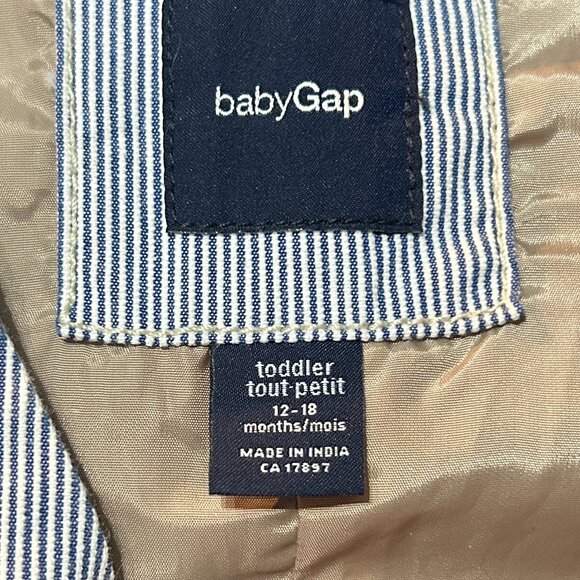 babyGap
toddler
tout-petit
12-18
months/mois
MADE IN INDIA
CA 17897